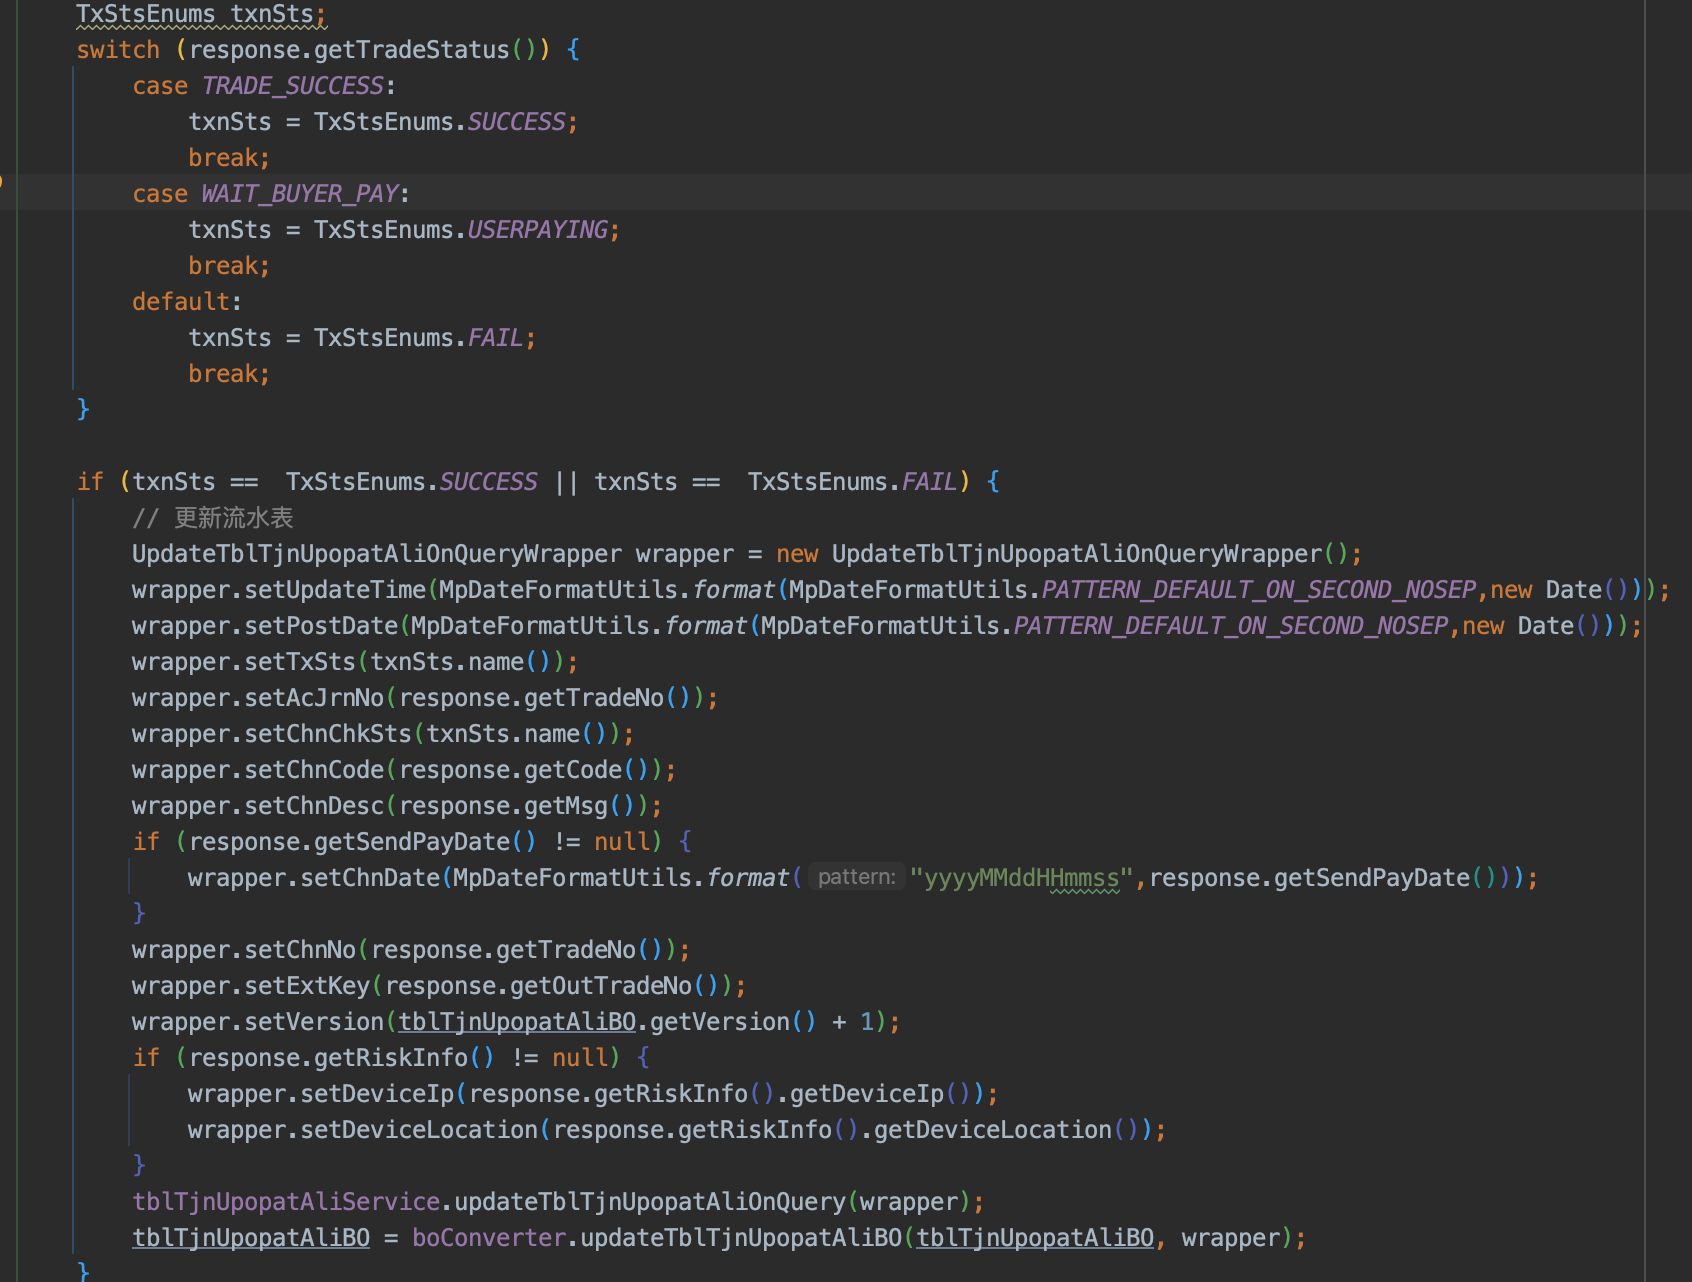 TxStsEnums txnSts;
switch (response.getTradeStatus()) {
case TRADE_SUCCESS:
txnSts = TxStsEnums.SUCCESS;
break;
case WAIT_BUYER_PAY:
txnSts = TxStsEnums.USERPAYING;
break;
default:
txnSts = TxStsEnums.FAIL;
break;
}
if (txnSts ==  TxStsEnums.SUCCESS || txnSts ==  TxStsEnums.FAIL) {
// 更新流水表
UpdateTblTjnUpopatAliOnQueryWrapper wrapper = new UpdateTblTjnUpopatAliOnQueryWrapper();
wrapper.setUpdateTime(MpDateFormatUtils.format(MpDateFormatUtils.PATTERN_DEFAULT_ON_SECOND_NOSEP,new Date()));
wrapper.setPostDate(MpDateFormatUtils.format(MpDateFormatUtils.PATTERN_DEFAULT_ON_SECOND_NOSEP,new Date()));
wrapper.setTxSts(txnSts.name());
wrapper.setAcJrnNo(response.getTradeNo());
wrapper.setChnChkSts(txnSts.name());
wrapper.setChnCode(response.getCode());
wrapper.setChnDesc(response.getMsg());
if (response.getSendPayDate() != null) {
wrapper.setChnDate(MpDateFormatUtils.format( pattern: "yyyyMMddHHmmss",response.getSendPayDate()));
}
wrapper.setChnNo(response.getTradeNo());
wrapper.setExtKey(response.getOutTradeNo());
wrapper.setVersion(tblTjnUpopatAliBO.getVersion() + 1);
if (response.getRiskInfo() != null) {
wrapper.setDeviceIp(response.getRiskInfo().getDeviceIp());
wrapper.setDeviceLocation(response.getRiskInfo().getDeviceLocation());
}
tblTjnUpopatAliService.updateTblTjnUpopatAliOnQuery(wrapper);
tblTjnUpopatAliBO = boConverter.updateTblTjnUpopatAliBO(tblTjnUpopatAliBO, wrapper);
}